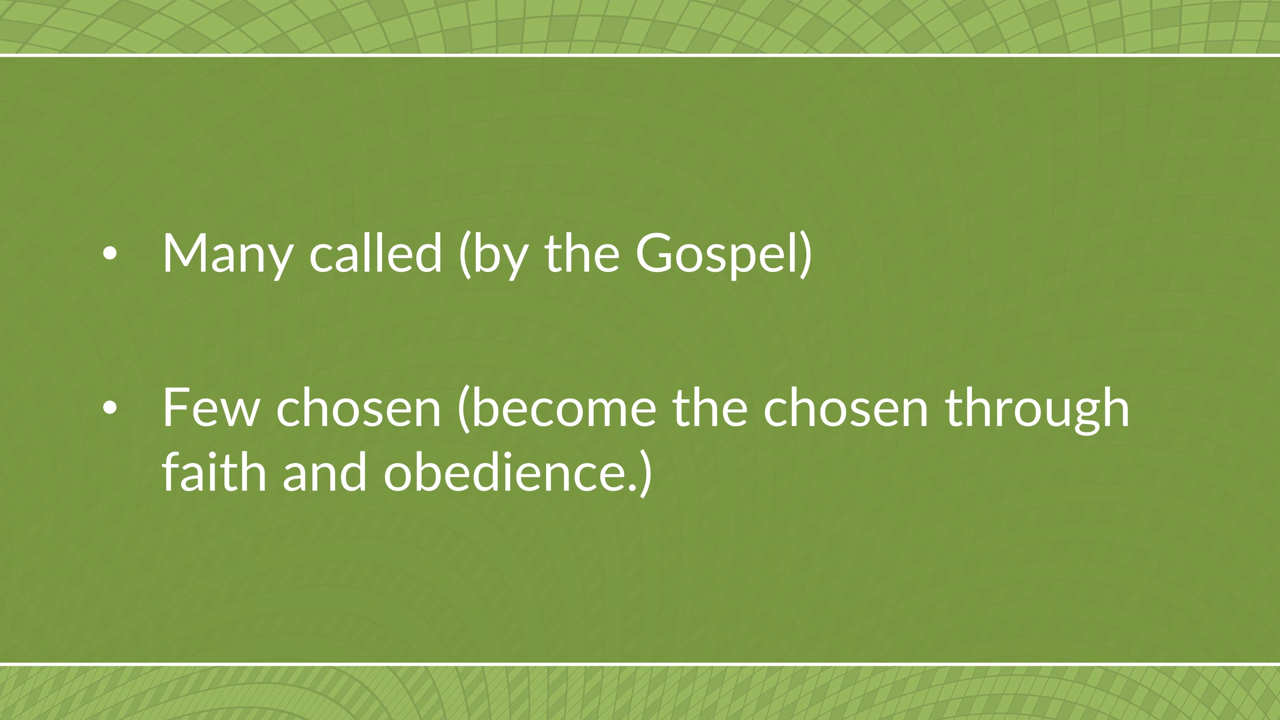 • Many called (by the Gospel)
• Few chosen (become the chosen through
faith and obedience.)